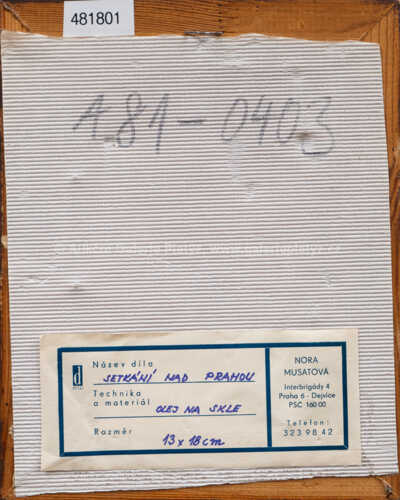 481801
1.81-0403
d
Název díla
SETKÁNÍ NAD PRAHOU
Technika
a materiál
OLEJ NA SKLE
Rozměr
13 x 18 cm
NORA
MUSATOVÁ
Interbrigády 4
Praha 6 - Dejvice
PSČ 160 00
Telefon:
323 98 42